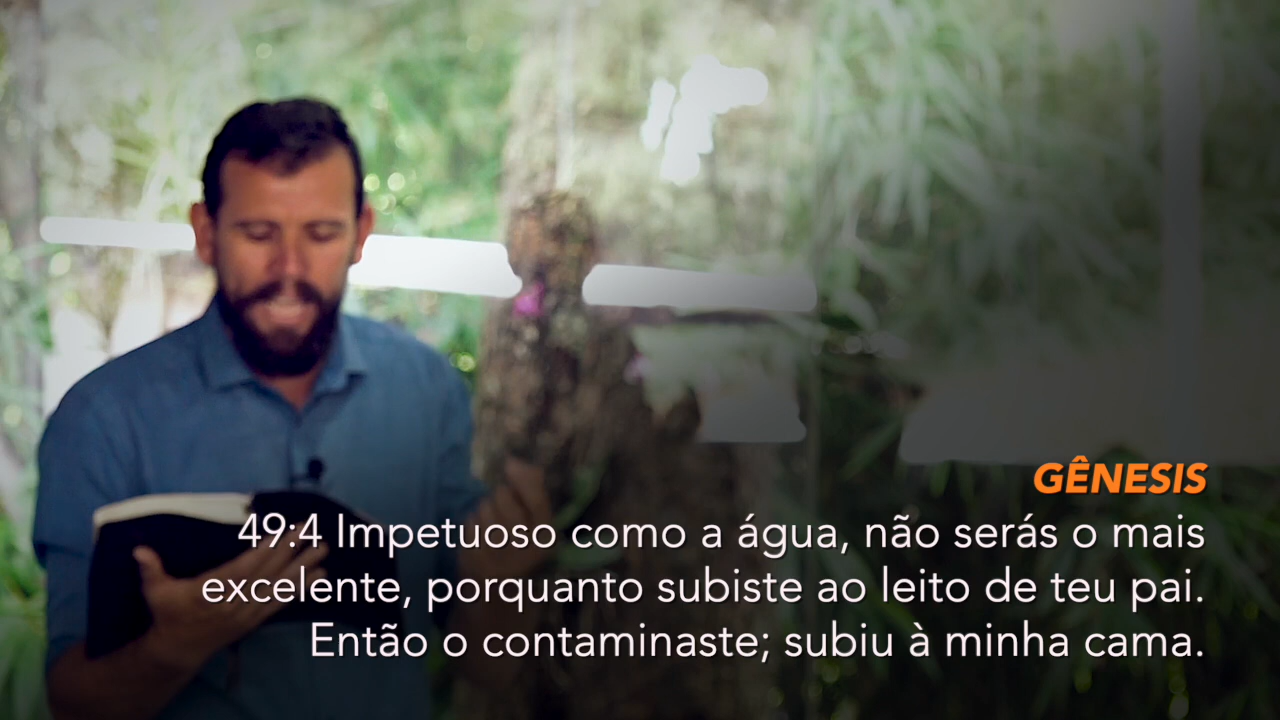 GÊNESIS
49:4 Impetuoso como a água, não serás o mais
excelente, porquanto subiste ao leito de teu pai.
Então o contaminaste; subiu à minha cama.